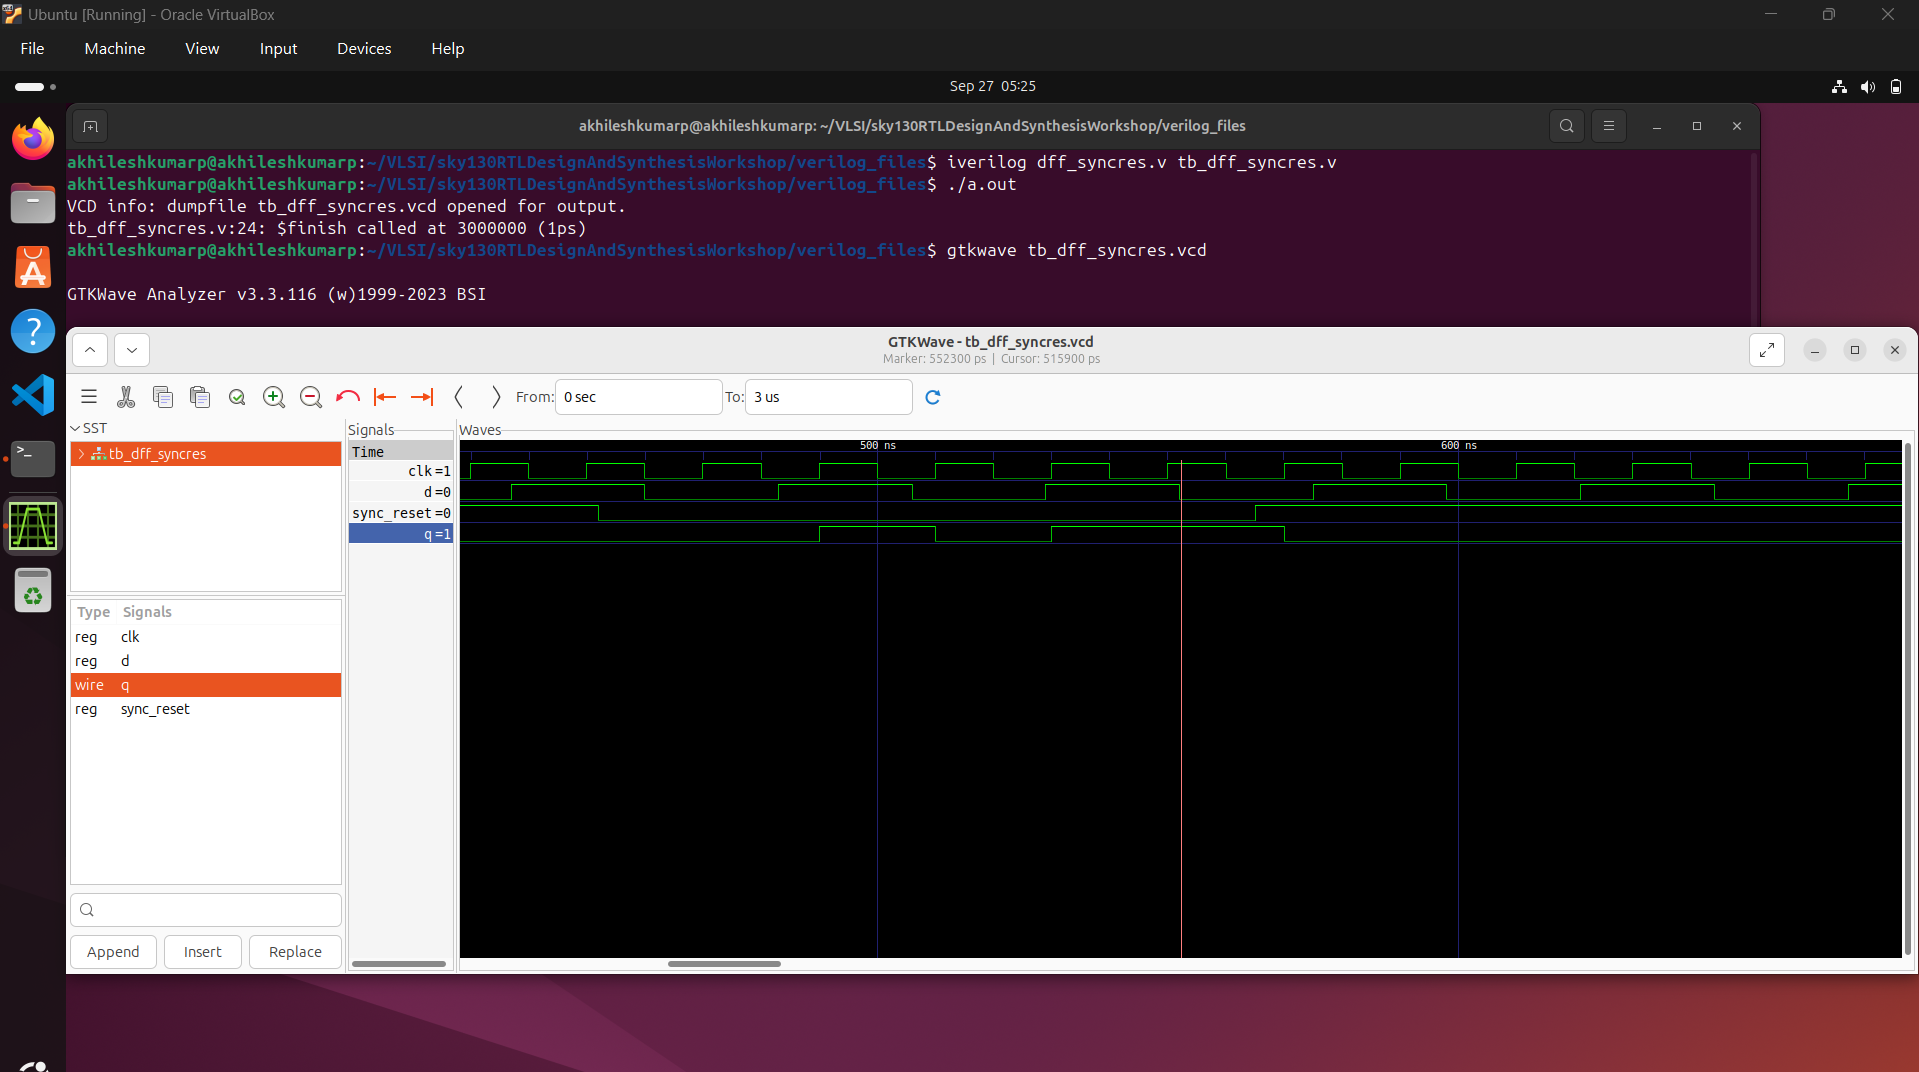 Ubuntu [Running] - Oracle VirtualBox
File Machine View Input Devices Help
Sep 27 05:25
akhileshkumarp@akhileshkumarp: ~/VLSI/sky130RTLDesignAndSynthesisWorkshop/verilog_files
akhileshkumarp@akhileshkumarp:~/VLSI/sky130RTLDesignAndSynthesisWorkshop/verilog_files$ iverilog dff_syncres.v tb_dff_syncres.v
akhileshkumarp@akhileshkumarp:~/VLSI/sky130RTLDesignAndSynthesisWorkshop/verilog_files$ ./a.out
VCD info: dumpfile tb_dff_syncres.vcd opened for output.
tb_dff_syncres.v:24: $finish called at 3000000 (1ps)
akhileshkumarp@akhileshkumarp:~/VLSI/sky130RTLDesignAndSynthesisWorkshop/verilog_files$ gtkwave tb_dff_syncres.vcd
GTKWave Analyzer v3.3.116 (w)1999-2023 BSI
GTKWave - tb_dff_syncres.vcd
Marker: 552300 ps | Cursor: 515900 ps
From: 0 sec To: 3 us
SST
tb_dff_syncres
Type Signals
reg clk
reg d
wire q
reg sync_reset
Append Insert Replace
Signals
Time
clk =1
d =0
sync_reset =0
q =1
Waves
500 ns 600 ns